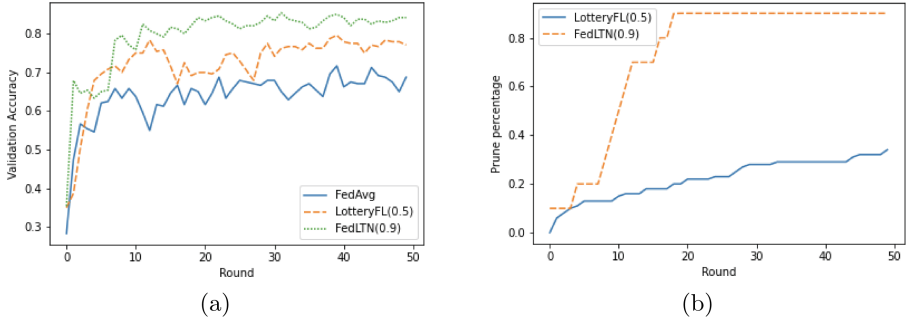 0.8
0.7
0.6
0.5
0.4
0.3
Validation Accuracy
FedAvg
LotteryFL(0.5)
FedLTN(0.9)
0 10 20 30 40 50
Round
(a)
LotteryFL(0.5)
FedLTN(0.9)
0.8
0.6
0.4
0.2
0.0
Prune percentage
0 10 20 30 40 50
Round
(b)